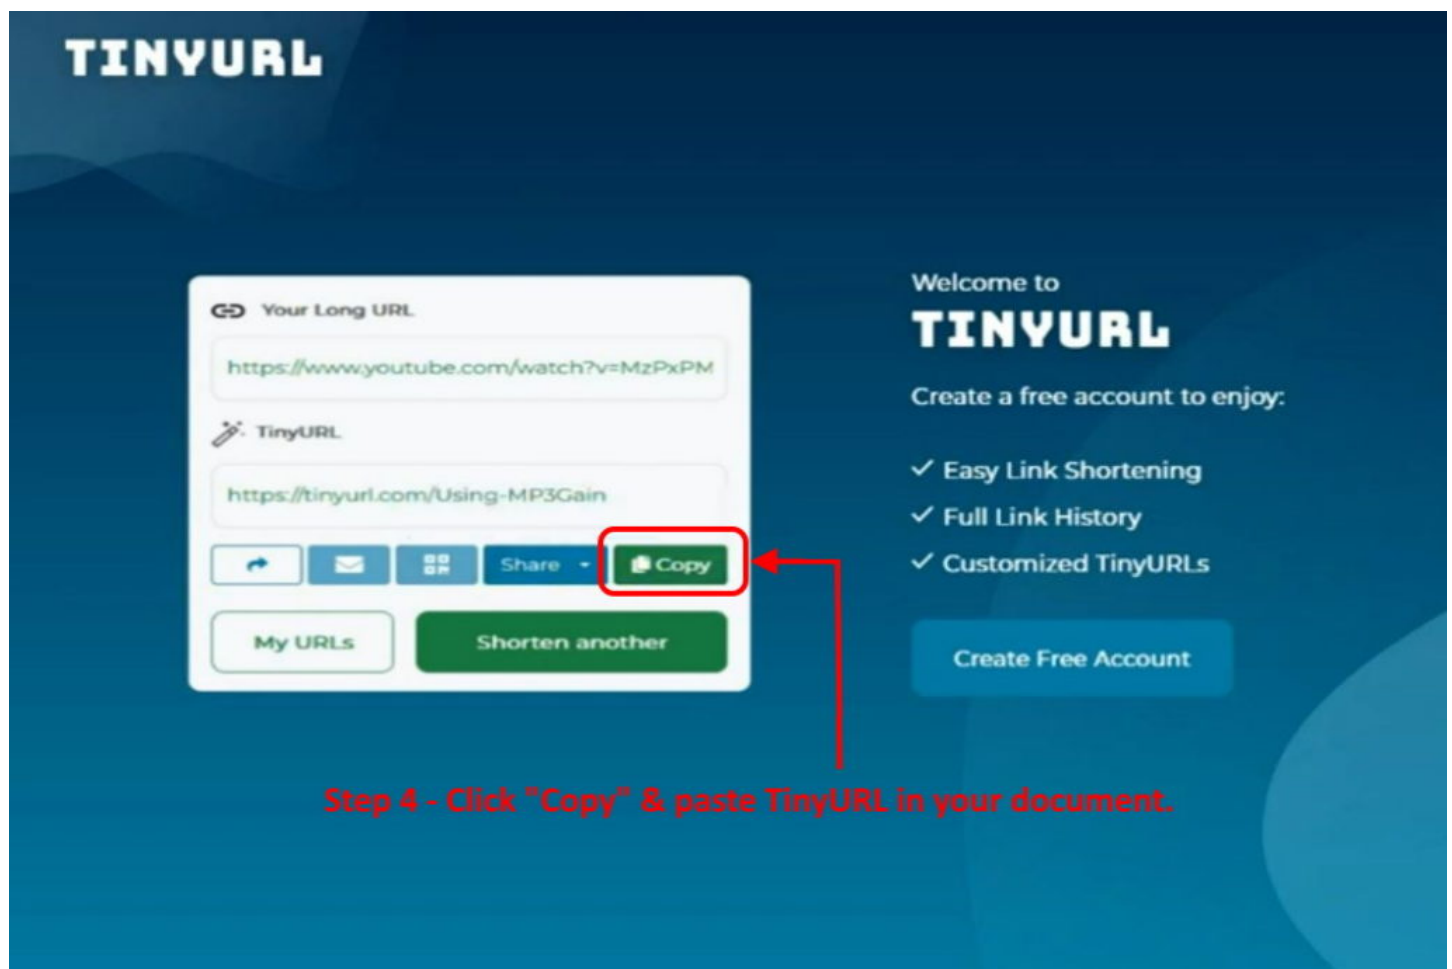 TINYURL
Your Long URL
https://www.youtube.com/watch?v=MzPxPM
TinyURL
https://tinyurl.com/Using-MP3Gain
Share
Copy
My URLs
Shorten another
Welcome to
TINYURL
Create a free account to enjoy:
✓ Easy Link Shortening
✓ Full Link History
✓ Customized TinyURLs
Create Free Account
Step 4 - Click "Copy" & paste TinyURL in your document.